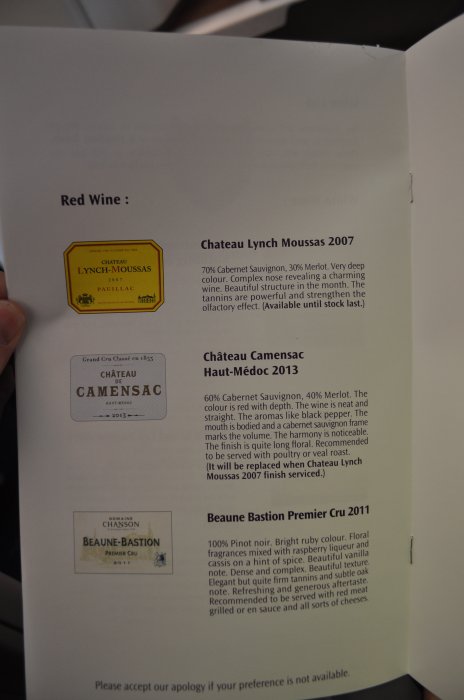 Red Wine :
CHATEAU
LYNCH-MOUSSAS
2007
PAUILLAC
Chateau Lynch Moussas 2007
70% Cabernet Sauvignon, 30% Merlot. Very deep
colour. Complex nose revealing a charming
wine. Beautiful structure in the month. The
tannins are powerful and strengthen the
olfactory effect. (Available until stock last.)
Grand Cru Classé en 1855
CHÂTEAU
DE
CAMENSAC
HAUT-MÉDOC
2013
Château Camensac
Haut-Médoc 2013
60% Cabernet Sauvignon, 40% Merlot. The
colour is red with depth. The wine is neat and
straight. The aromas like black pepper. The
mouth is bodied and a cabernet sauvignon frame
marks the volume. The harmony is noticeable.
The finish is quite long floral. Recommended
to be served with poultry or veal roast.
(It will be replaced when Chateau Lynch
Moussas 2007 finish serviced.)
DOMAINE
CHANSON
BEAUNE-BASTION
PREMIER CRU
2011
Beaune Bastion Premier Cru 2011
100% Pinot noir. Bright ruby colour. Floral
fragrances mixed with raspberry liqueur and
cassis on a hint of spice. Beautiful vanilla
note. Dense and complex. Beautiful texture.
Elegant but quite firm tannins and subtle oak
note. Refreshing and generous aftertaste.
Recommended to be served with red meat
grilled or en sauce and all sorts of cheeses.
Please accept our apology if your preference is not available.